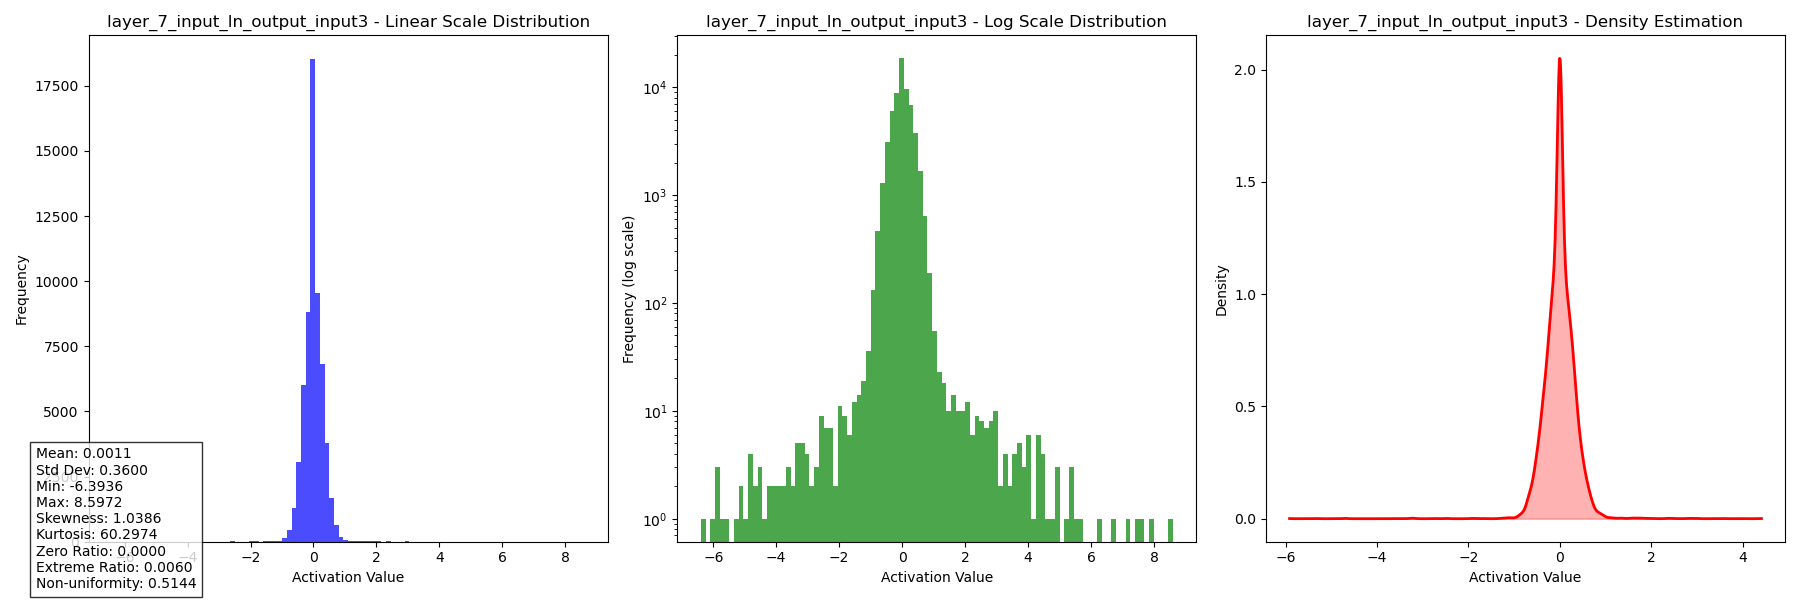 layer_7_input_ln_output_input3 - Linear Scale Distribution
17500
15000
12500
10000
7500
5000
2500
0
Frequency
−6
−4
−2
0
2
4
6
8
Activation Value
Mean: 0.0011
Std Dev: 0.3600
Min: -6.3936
Max: 8.5972
Skewness: 1.0386
Kurtosis: 60.2974
Zero Ratio: 0.0000
Extreme Ratio: 0.0060
Non-uniformity: 0.5144
layer_7_input_ln_output_input3 - Log Scale Distribution
10⁴
10³
10²
10¹
10⁰
Frequency (log scale)
−6
−4
−2
0
2
4
6
8
Activation Value
layer_7_input_ln_output_input3 - Density Estimation
2.0
1.5
1.0
0.5
0.0
Density
−6
−4
−2
0
2
4
Activation Value